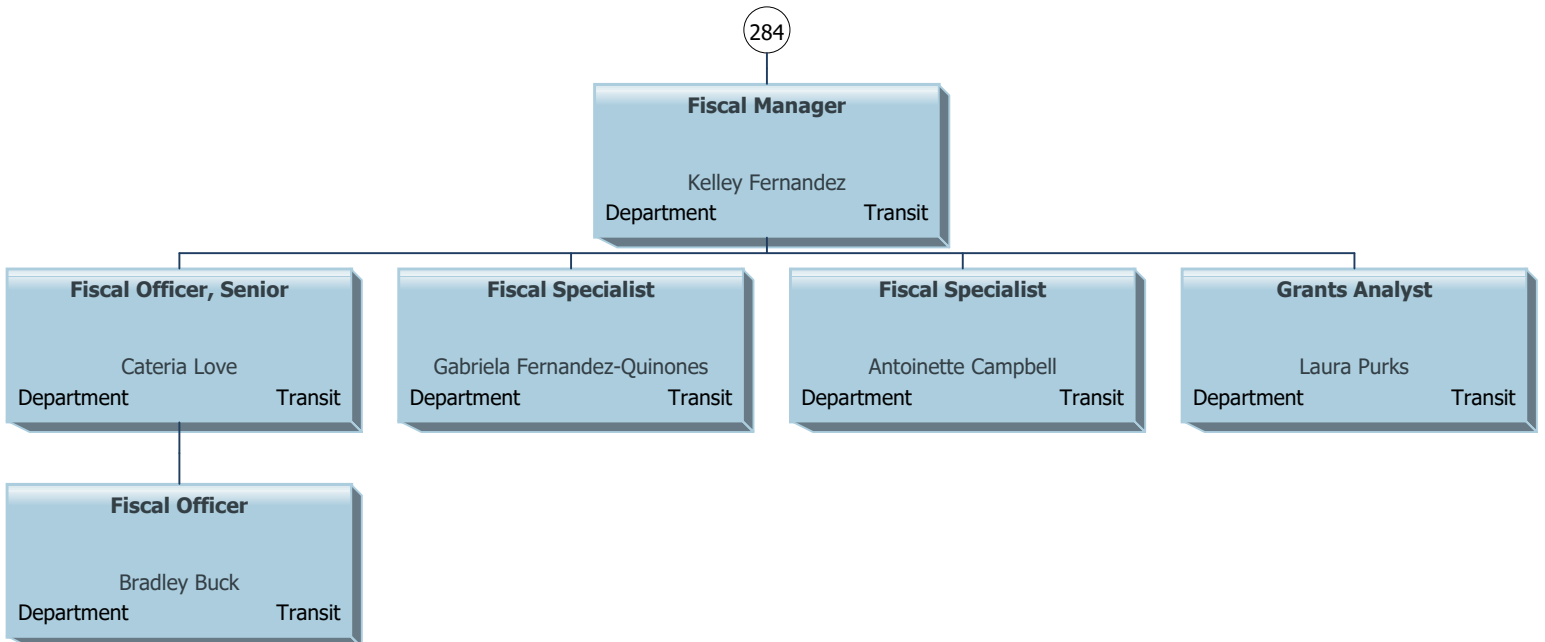 284
Fiscal Manager
Kelley Fernandez
Department Transit
Fiscal Officer, Senior
Cateria Love
Department Transit
Fiscal Specialist
Gabriela Fernandez-Quinones
Department Transit
Fiscal Specialist
Antoinette Campbell
Department Transit
Grants Analyst
Laura Purks
Department Transit
Fiscal Officer
Bradley Buck
Department Transit